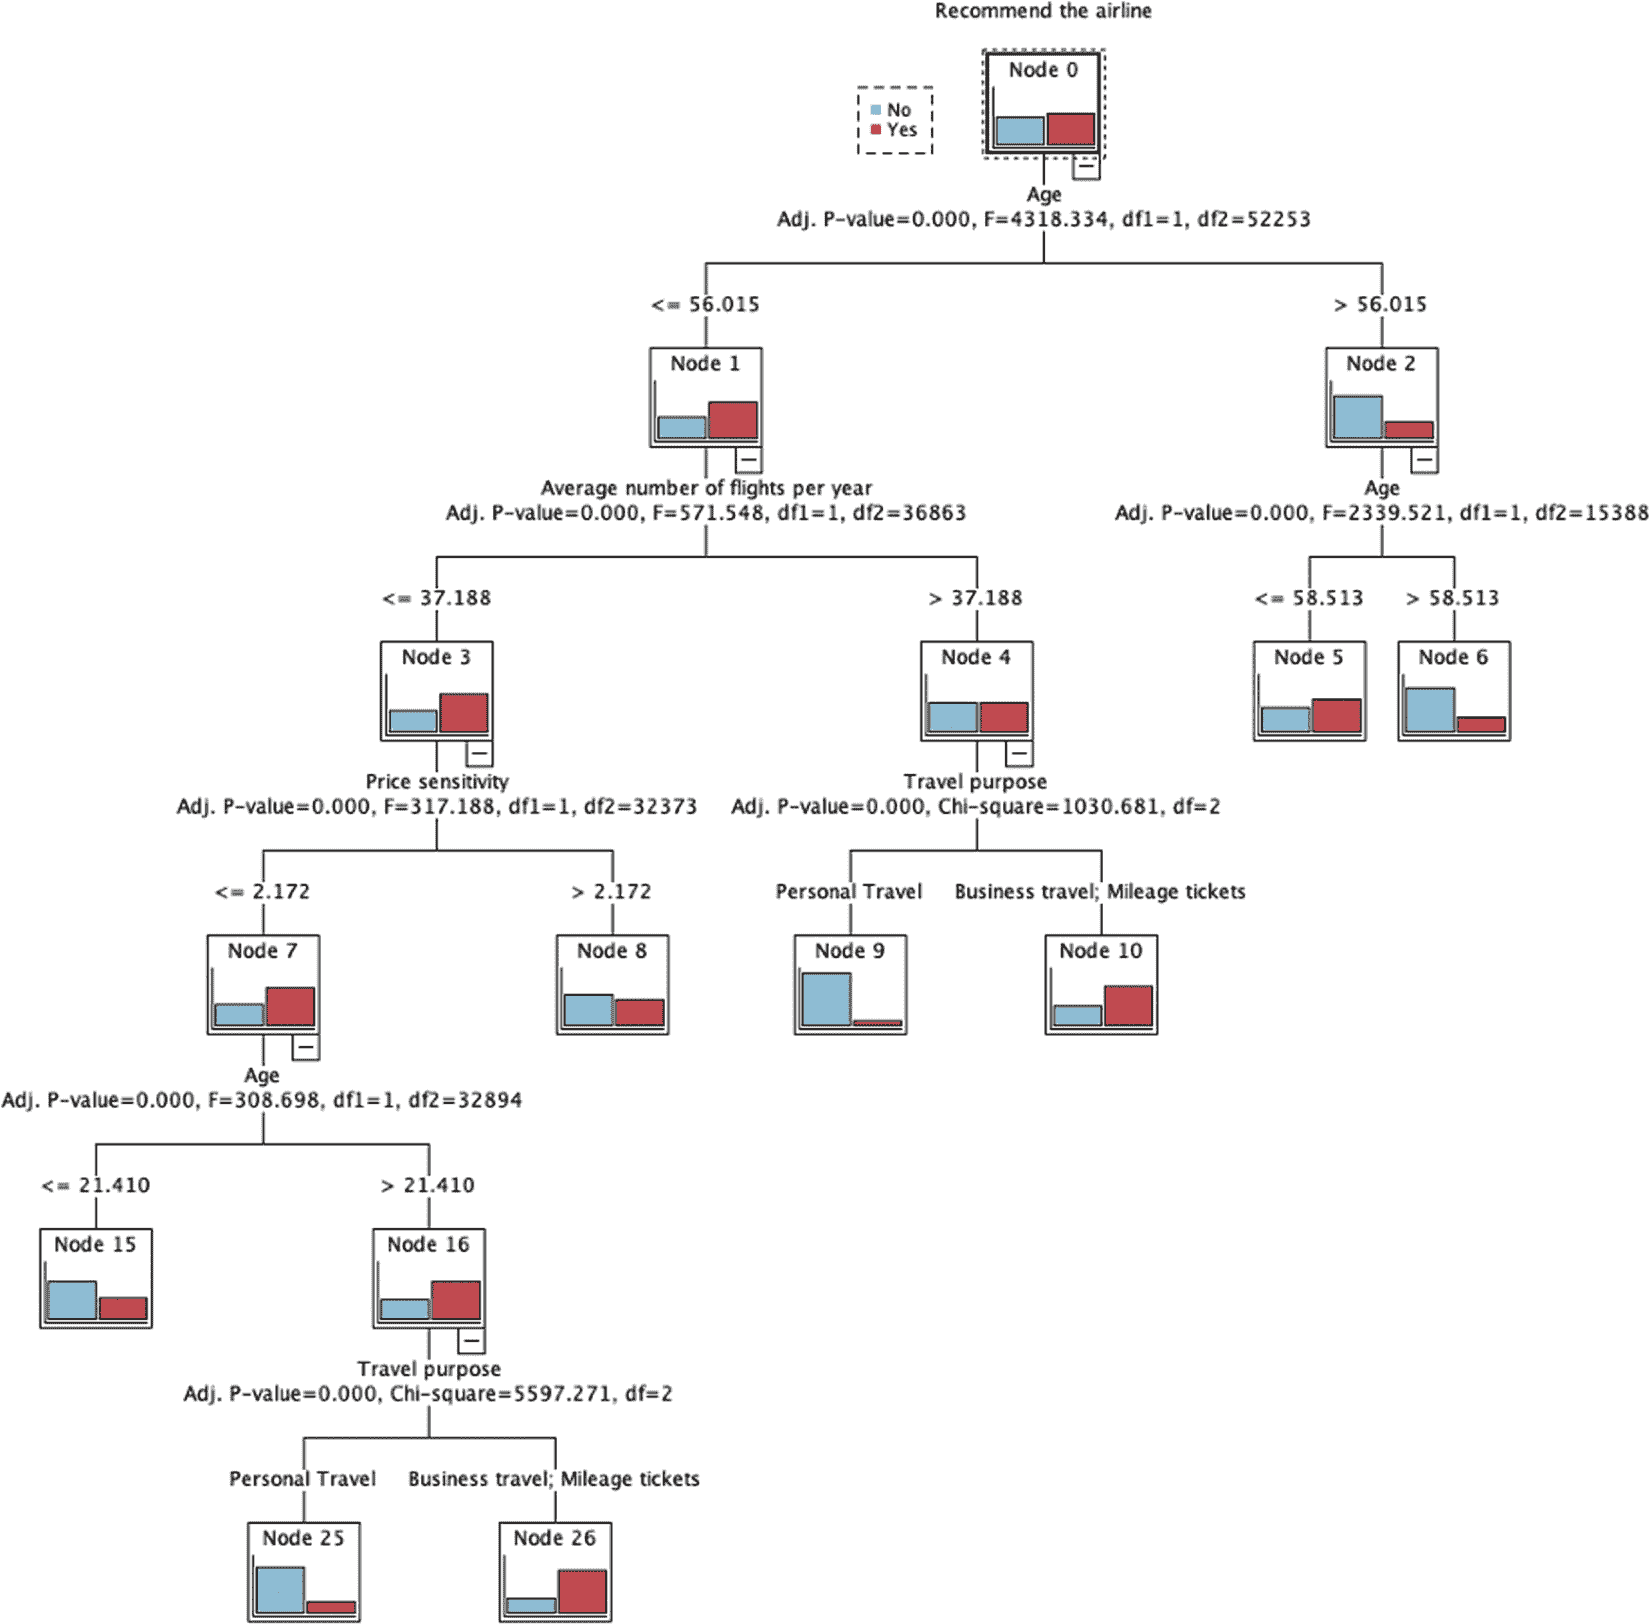 Recommend the airline
Node 0
No
Yes
Age
Adj. P-value=0.000, F=4318.334, df1=1, df2=52253
<= 56.015
> 56.015
Node 1
Node 2
Average number of flights per year
Adj. P-value=0.000, F=571.548, df1=1, df2=36863
Age
Adj. P-value=0.000, F=2339.521, df1=1, df2=15388
<= 37.188
> 37.188
<= 58.513
> 58.513
Node 3
Node 4
Node 5
Node 6
Price sensitivity
Adj. P-value=0.000, F=317.188, df1=1, df2=32373
Travel purpose
Adj. P-value=0.000, Chi-square=1030.681, df=2
<= 2.172
> 2.172
Personal Travel
Business travel; Mileage tickets
Node 7
Node 8
Node 9
Node 10
Age
Adj. P-value=0.000, F=308.698, df1=1, df2=32894
<= 21.410
> 21.410
Node 15
Node 16
Travel purpose
Adj. P-value=0.000, Chi-square=5597.271, df=2
Personal Travel
Business travel; Mileage tickets
Node 25
Node 26